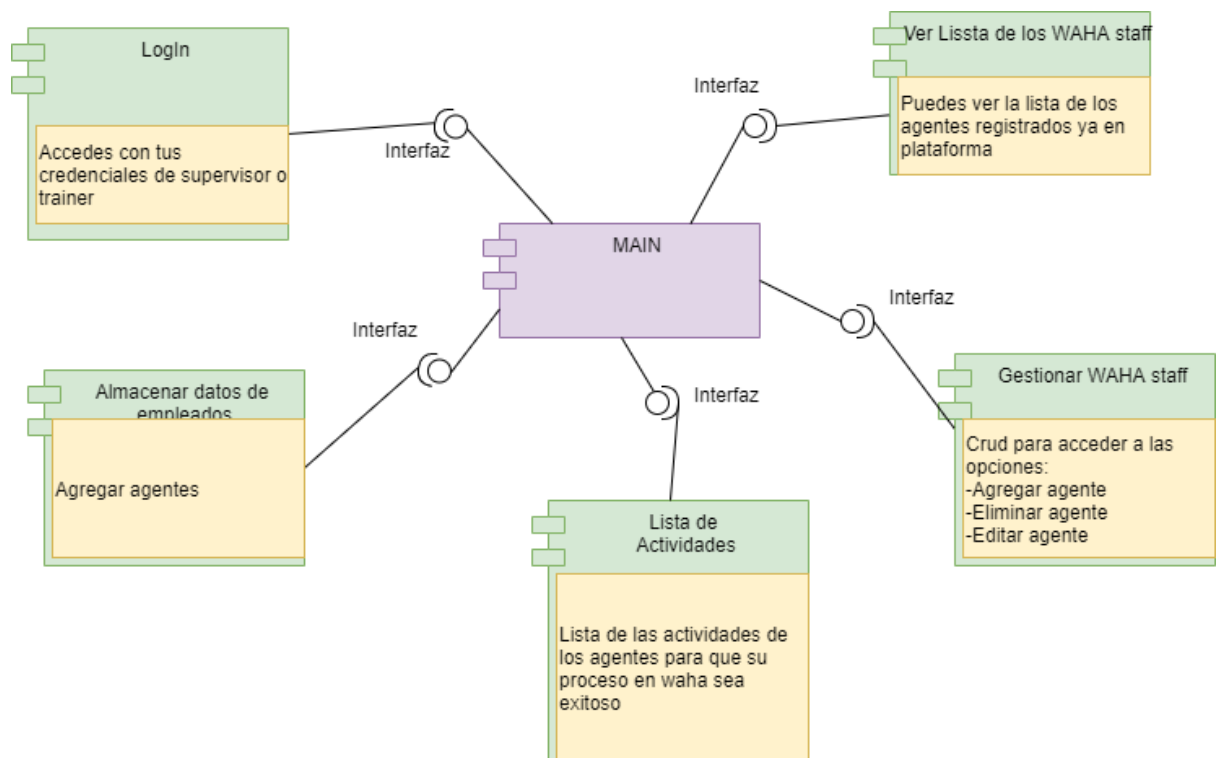 LogIn
Accedes con tus
credenciales de supervisor o
trainer
Interfaz
Interfaz
Ver Lissta de los WAHA staff
Puedes ver la lista de los
agentes registrados ya en
plataforma
MAIN
Interfaz
Almacenar datos de
empleados
Agregar agentes
Interfaz
Lista de
Actividades
Lista de las actividades de
los agentes para que su
proceso en waha sea
exitoso
Interfaz
Gestionar WAHA staff
Crud para acceder a las
opciones:
-Agregar agente
-Eliminar agente
-Editar agente